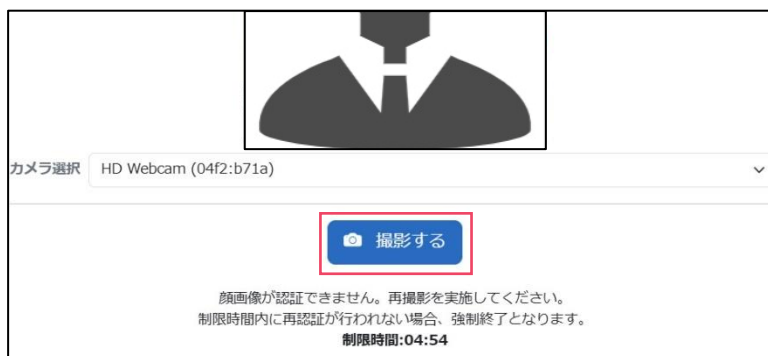 カメラ選択 HD Webcam (04f2:b71a)
撮影する
顔画像が認証できません。再撮影を実施してください。
制限時間内に再認証が行われない場合、強制終了となります。
制限時間:04:54